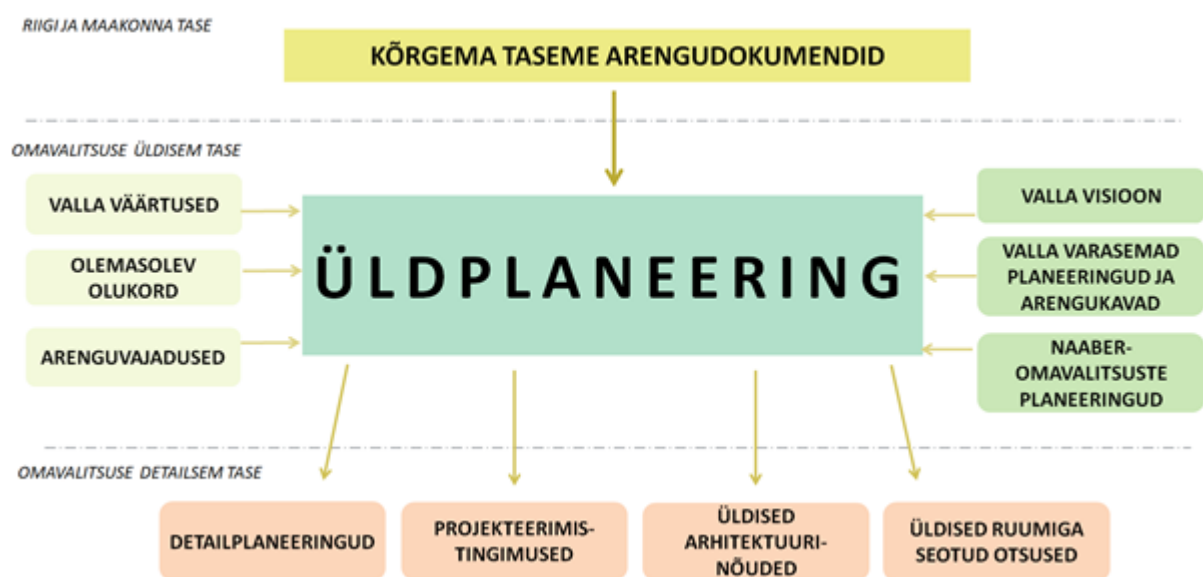 RIIGI JA MAAKONNA TASE
KÕRGEMA TASEME ARENGUDOKUMENDID
OMAVALITSUSE ÜLDISEM TASE
VALLA VÄÄRTUSED
OLEMASOLEV
OLUKORD
ARENGUVAJADUSED
ÜLDPLANEERING
VALLA VISIOON
VALLA VARASEMAD
PLANEERINGUD JA
ARENGUKAVAD
NAABER-
OMAVALITSUSTE
PLANEERINGUD
OMAVALITSUSE DETAILSEM TASE
DETAILPLANEERINGUD
PROJEKTEERIMIS-
TINGIMUSED
ÜLDISED
ARHITEKTUURI-
NÕUDED
ÜLDISED RUUMIGA
SEOTUD OTSUSED